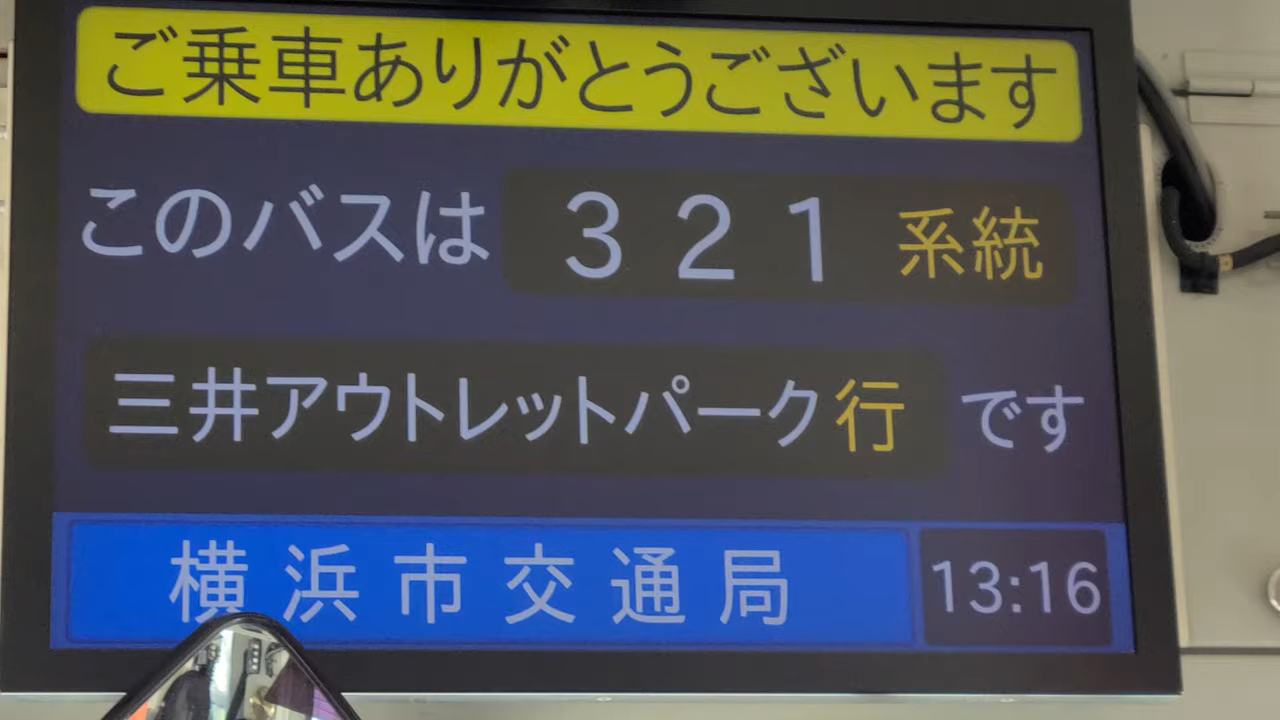 ご乗車ありがとうございます
このバスは 321 系統
三井アウトレットパーク行 です
横浜市交通局 13:16